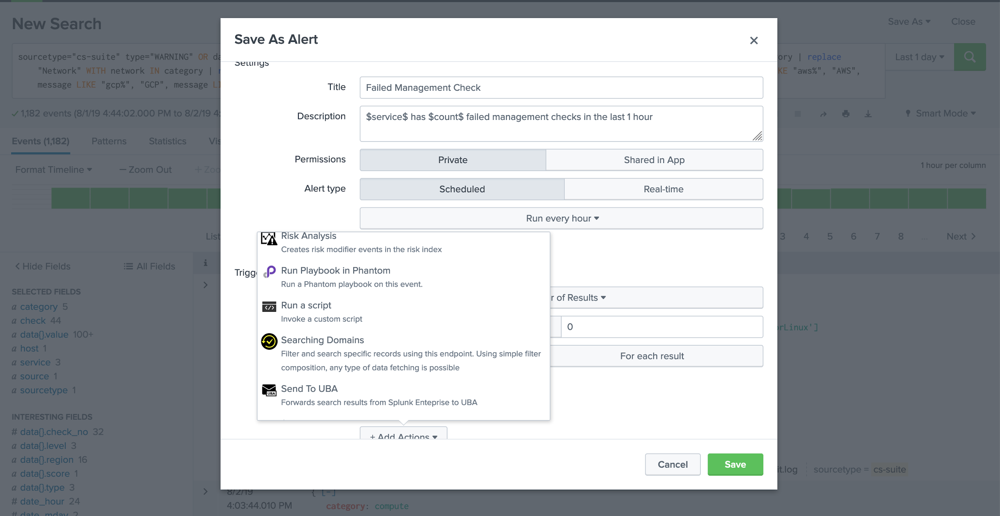 New Search
Save As
Close
Save As Alert
sourcetype="cs-suite" type="WARNING" OR da
ory | replace
Last 1 day
"Network" WITH network IN category |
KE "aws%", "AWS",
message LIKE "gcp%", "GCP", message LI
Settings
Title
Failed Management Check
Description
$service$ has $count$ failed management checks in the last 1 hour
1,182 events (8/1/19 4:44:02.000 PM to 8/2/19 4:
Smart Mode
Events (1,182)
Patterns
Statistics
Vis
Permissions
Private
Shared in App
Format Timeline
— Zoom Out
+ Zoo
1 hour per column
Alert type
Scheduled
Real-time
Run every hour
List
3
4
5
6
7
8
...
Next >
Risk Analysis
Creates risk modifier events in the risk index
< Hide Fields
All Fields
i
Trigge
Run Playbook in Phantom
Run a Phantom playbook on this event.
r of Results
Run a script
Invoke a custom script
0
orLinux']
Searching Domains
Filter and search specific records using this endpoint. Using simple filter
composition, any type of data fetching is possible
For each result
UBA
Send To UBA
Forwards search results from Splunk Enteprise to UBA
+ Add Actions
Cancel
Save
SELECTED FIELDS
a category 5
a check 44
a data{}.value 100+
a host 1
a service 3
a source 1
a sourcetype 1
INTERESTING FIELDS
# data{}.check_no 32
a data{}.level 3
a data{}.region 16
a data{}.score 1
a data{}.type 3
# date_hour 24
# date_mday 2
it.log
sourcetype = cs-suite
8/2/19
{ [-]
4:03:44.010 PM
category: compute